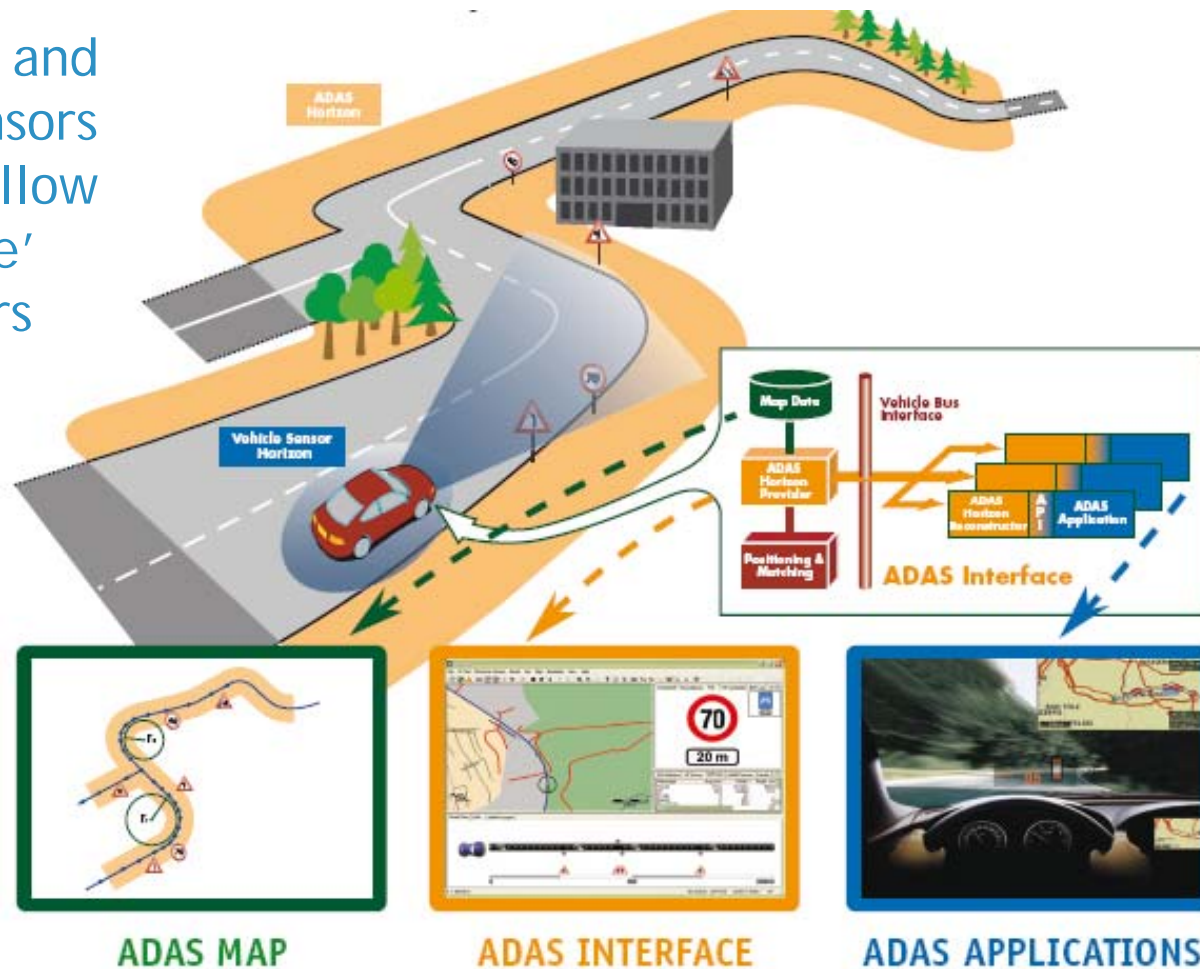 and
nsors
llow
e'
rs
ADAS
Horizon
70
Vehicle Sensor
Horizon
Map Data
Vehicle Bus
Interface
ADAS
Horizon
Provider
ADAS
Horizon
Reconstructor
API
ADAS
Application
Positioning &
Matching
ADAS Interface
70
20 m
ADAS MAP
ADAS INTERFACE
ADAS APPLICATIONS